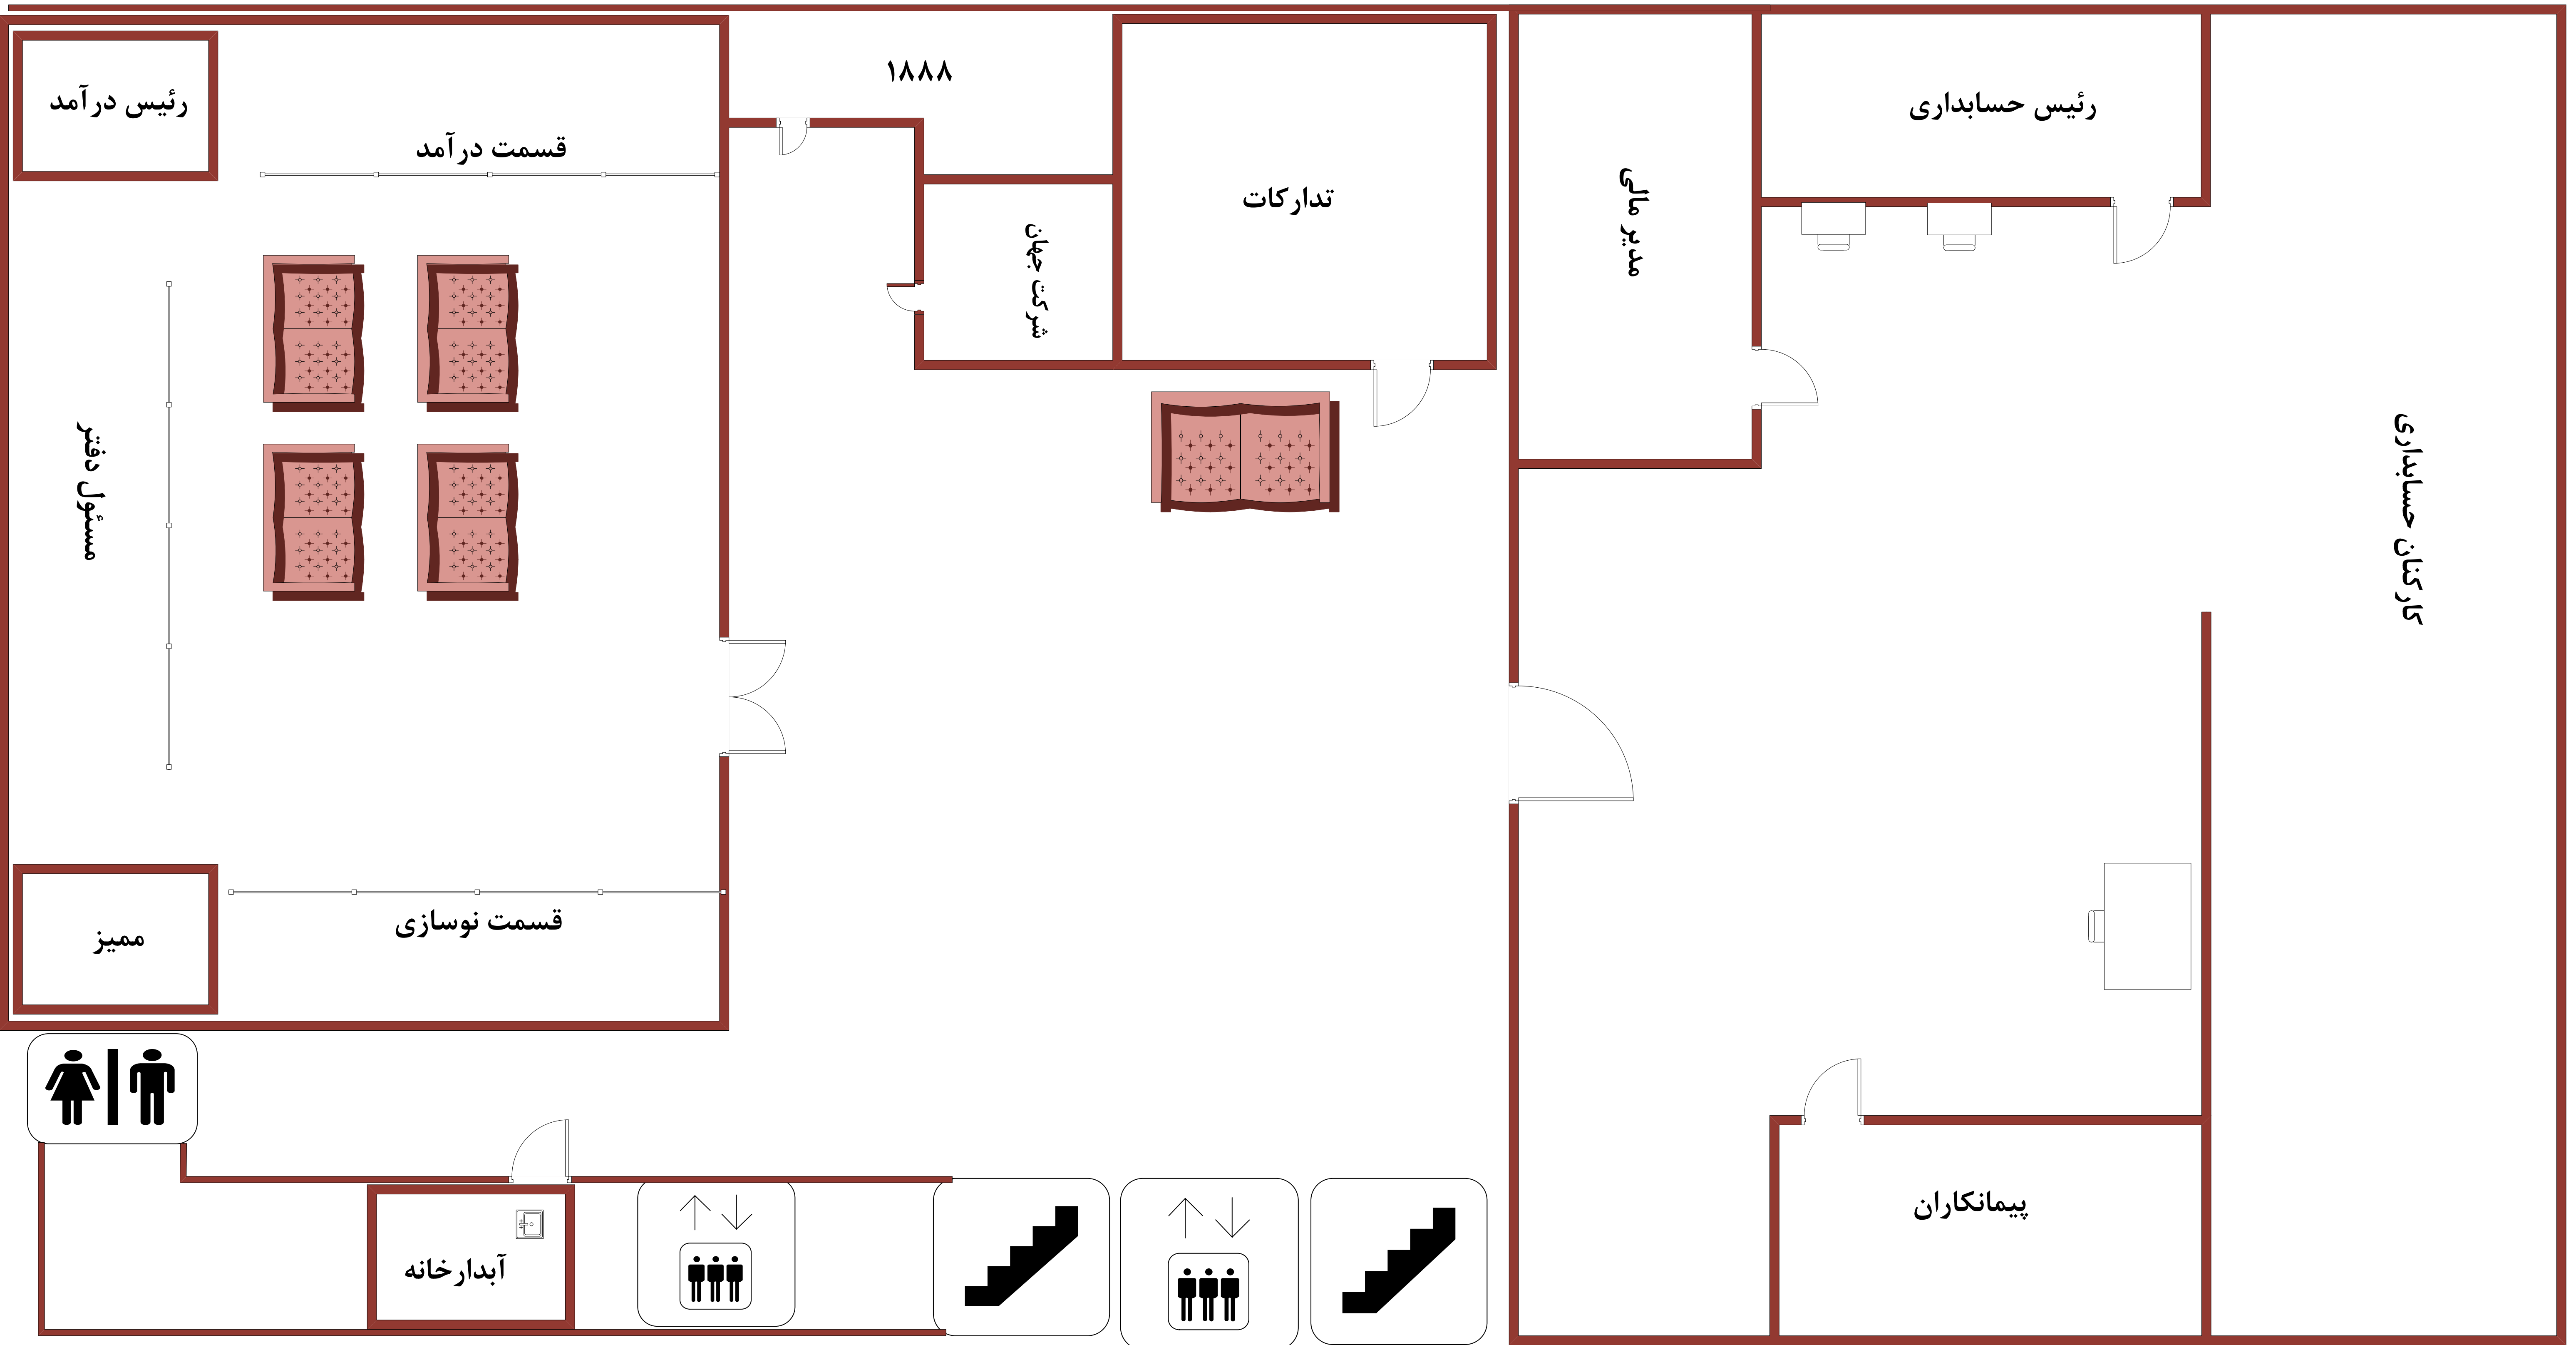 ۱۸۸۸
رئیس حسابداری
رئیس درآمد
قسمت درآمد
تدارکات
مدیر مالی
شرکت جهان
کارکنان حسابداری
مسئول دفتر
قسمت نوسازی
ممیز
پیمانکاران
آبدارخانه